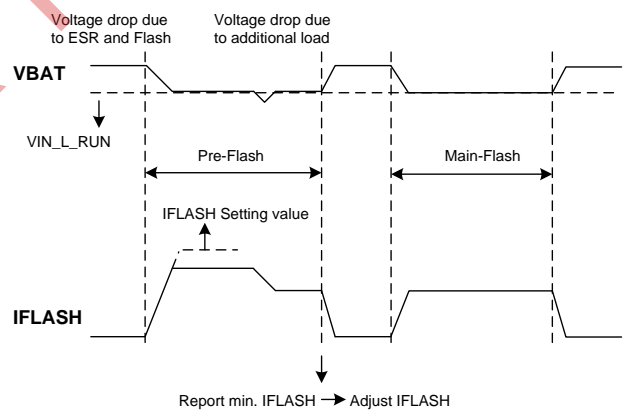 Voltage drop due
to ESR and Flash
Voltage drop due
to additional load
VBAT
VIN_L_RUN
Pre-Flash
Main-Flash
IFLASH Setting value
IFLASH
Report min. IFLASH
Adjust IFLASH